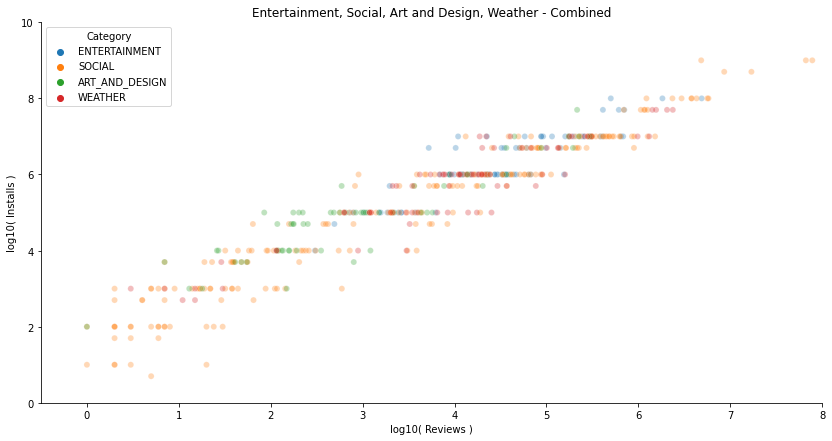 Entertainment, Social, Art and Design, Weather - Combined
10
8
6
4
2
0
log10( Installs )
Category
ENTERTAINMENT
SOCIAL
ART_AND_DESIGN
WEATHER
0 1 2 3 4 5 6 7 8
log10( Reviews )